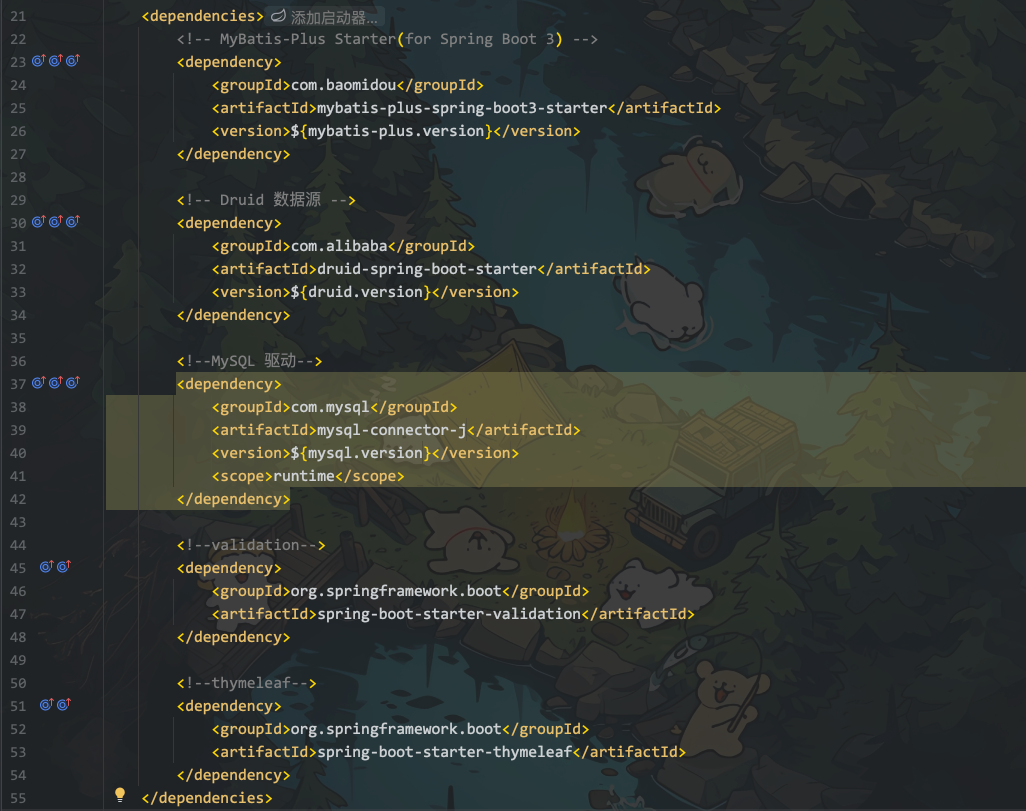 21 <dependencies> 添加启动器...
22 <!-- MyBatis-Plus Starter(for Spring Boot 3) -->
23 <dependency>
24 <groupId>com.baomidou</groupId>
25 <artifactId>mybatis-plus-spring-boot3-starter</artifactId>
26 <version>${mybatis-plus.version}</version>
27 </dependency>
28
29 <!-- Druid 数据源 -->
30 <dependency>
31 <groupId>com.alibaba</groupId>
32 <artifactId>druid-spring-boot-starter</artifactId>
33 <version>${druid.version}</version>
34 </dependency>
35
36 <!--MySQL 驱动-->
37 <dependency>
38 <groupId>com.mysql</groupId>
39 <artifactId>mysql-connector-j</artifactId>
40 <version>${mysql.version}</version>
41 <scope>runtime</scope>
42 </dependency>
43
44 <!--validation-->
45 <dependency>
46 <groupId>org.springframework.boot</groupId>
47 <artifactId>spring-boot-starter-validation</artifactId>
48 </dependency>
49
50 <!--thymeleaf-->
51 <dependency>
52 <groupId>org.springframework.boot</groupId>
53 <artifactId>spring-boot-starter-thymeleaf</artifactId>
54 </dependency>
55 </dependencies>